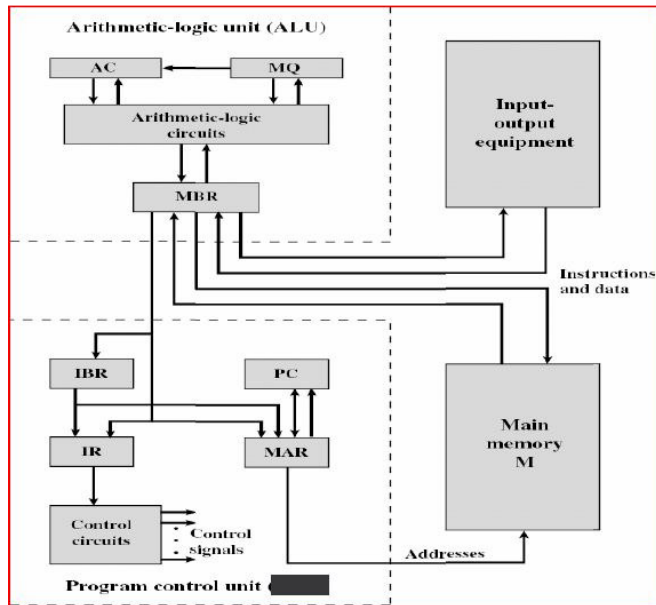 Arithmetic-logic unit (ALU)
AC
MQ
Arithmetic-logic
circuits
MBR
Input-
output
equipment
Instructions
and data
IBR
PC
IR
MAR
Main
memory
M
Control
circuits
Control
signals
Addresses
Program control unit (